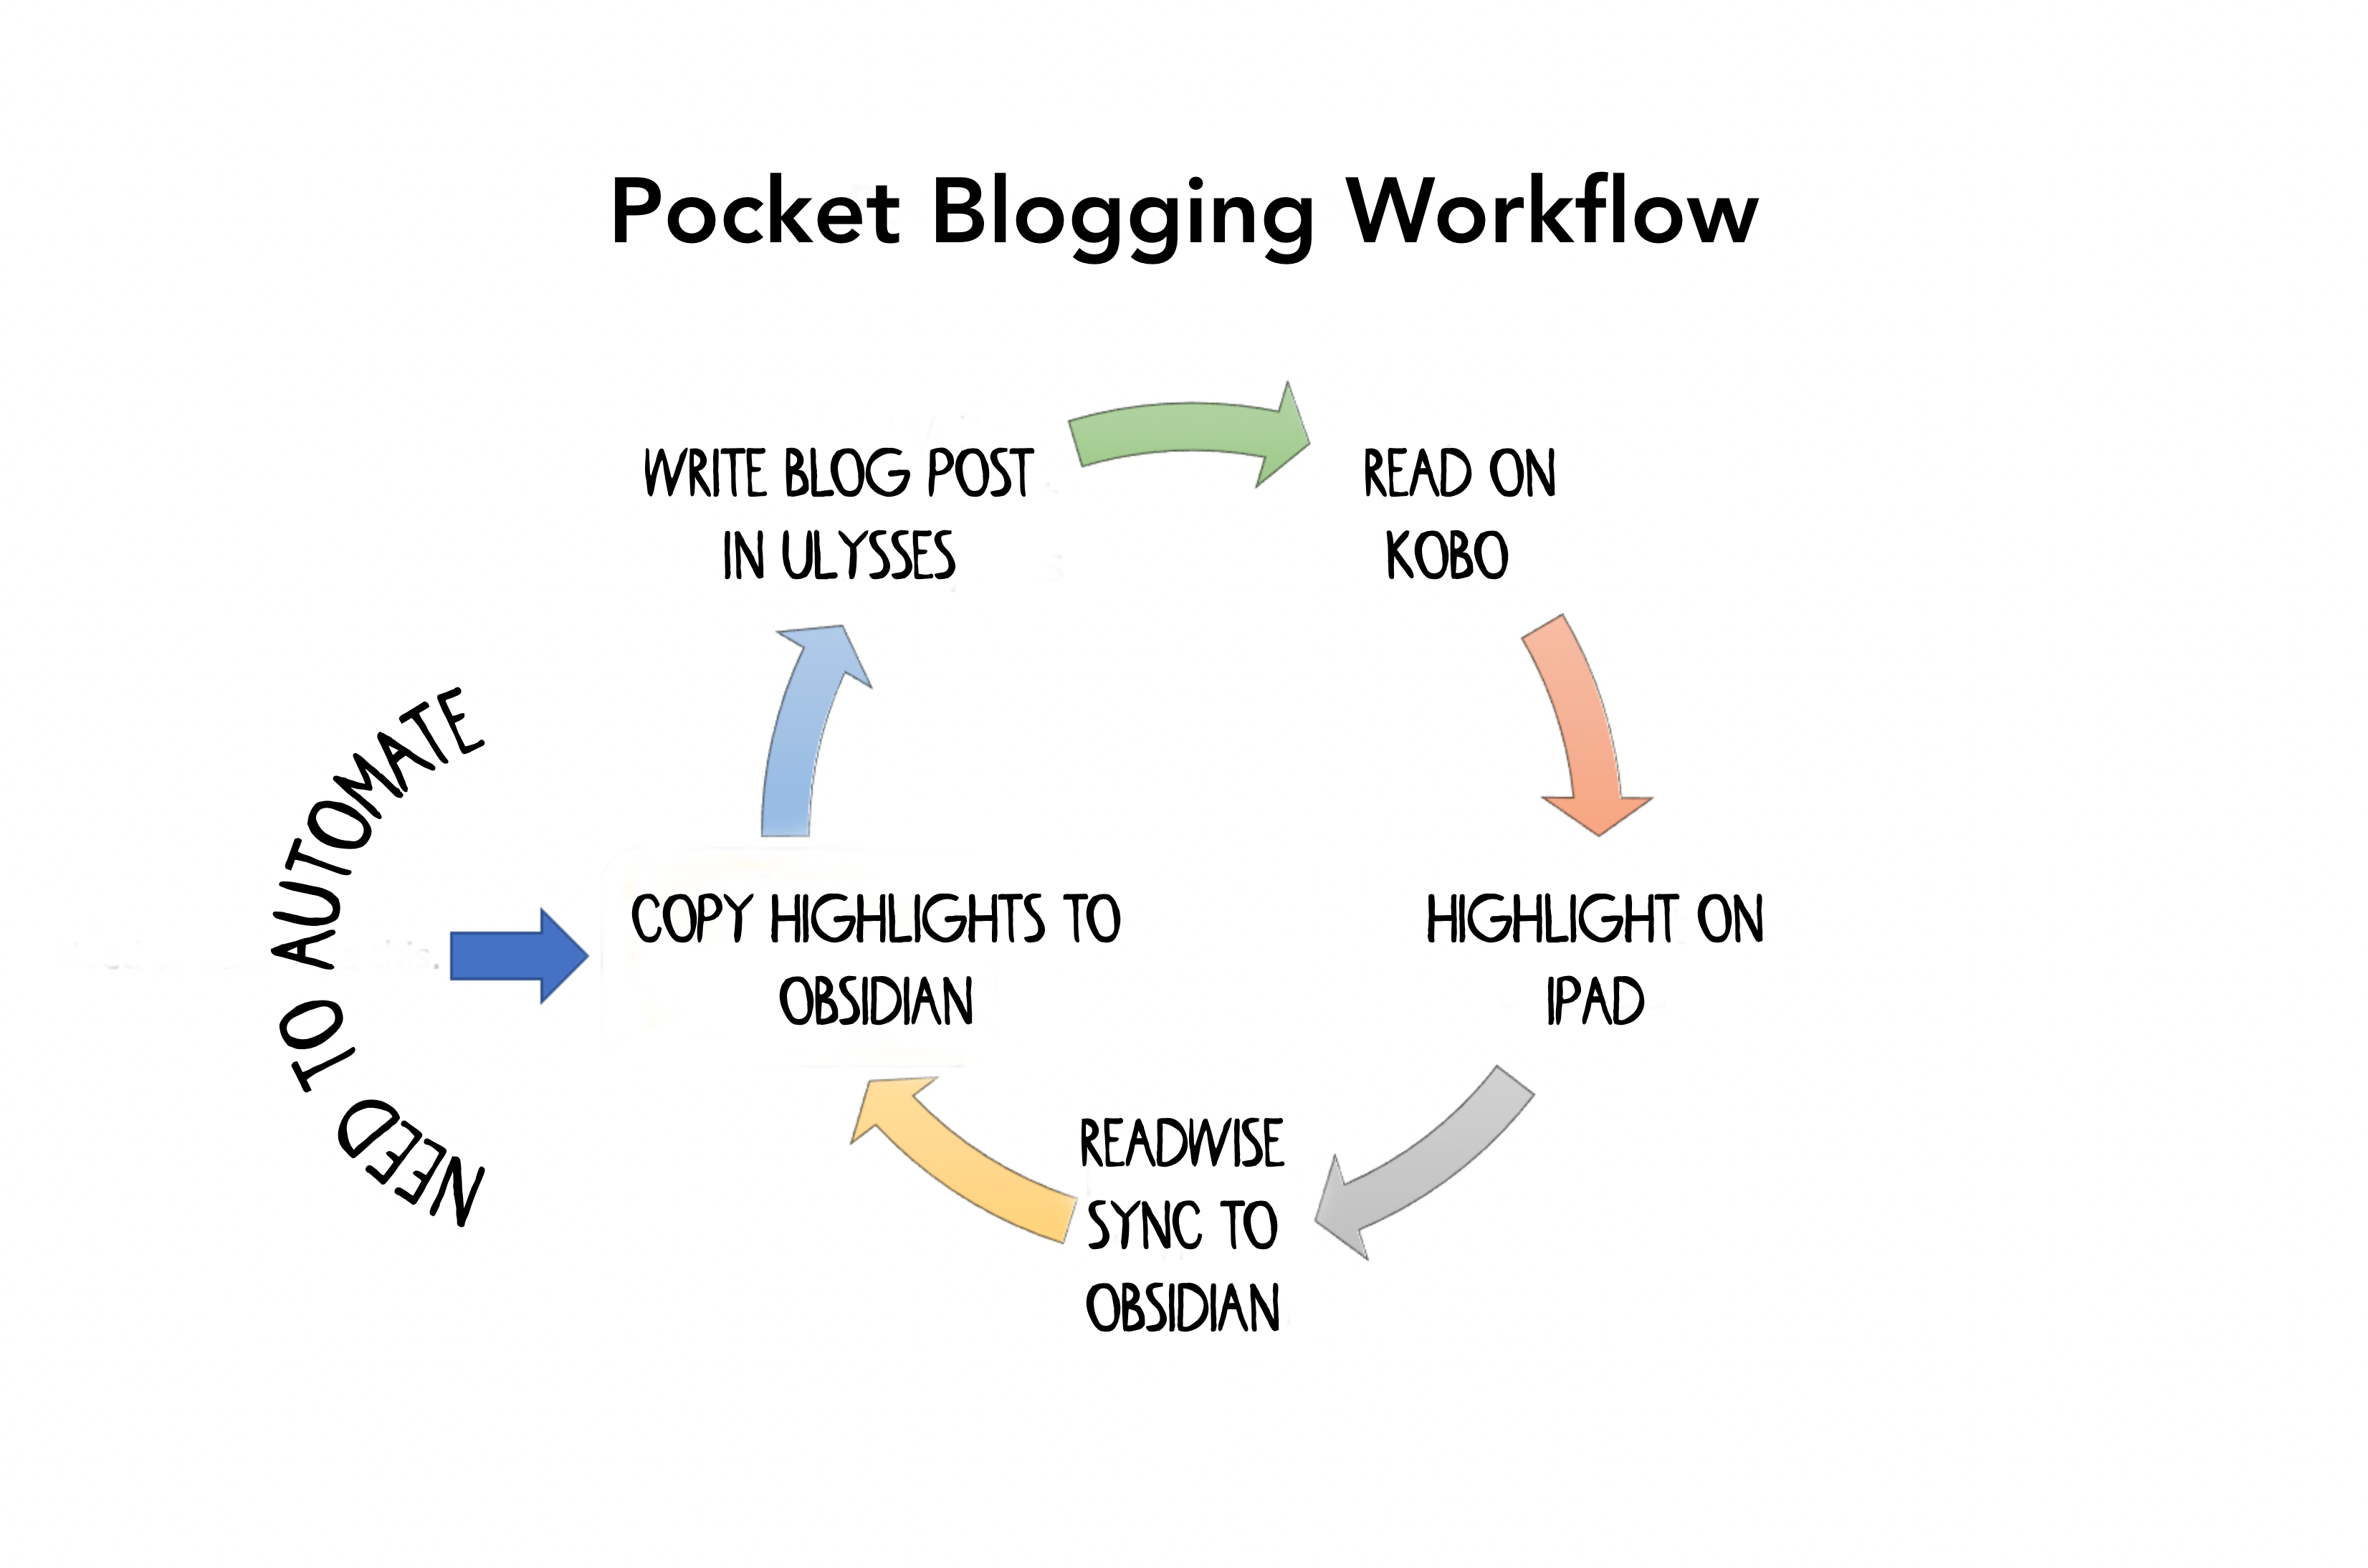 Pocket Blogging Workflow
WRITE BLOG POST
IN ULYSSES
READ ON
KOBO
HIGHLIGHT ON
IPAD
READWISE
SYNC TO
OBSIDIAN
COPY HIGHLIGHTS TO
OBSIDIAN
NEED TO AUTOMATE